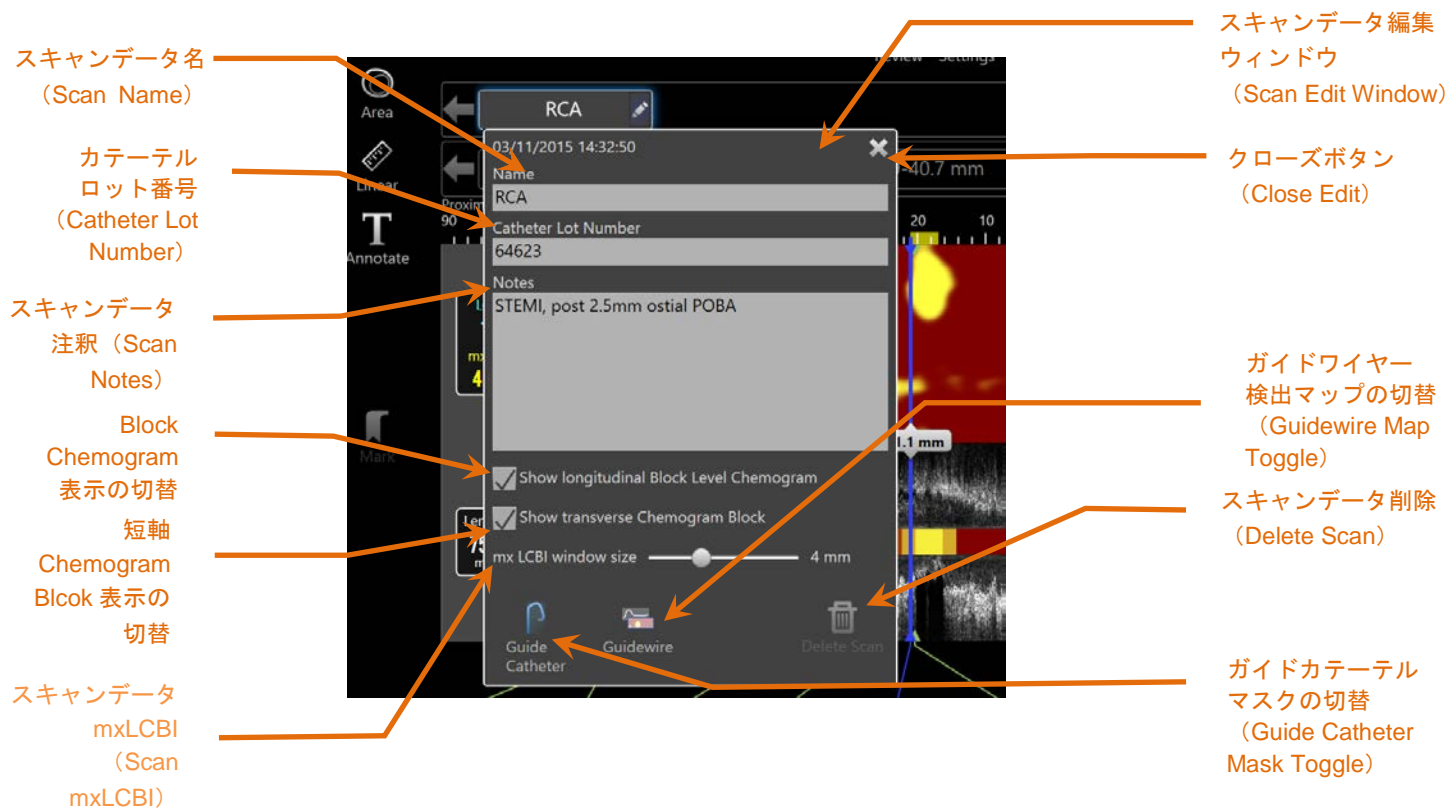 スキャンデータ名
（Scan Name）
カテーテル
ロット番号
（Catheter Lot
Number）
スキャンデータ
注釈（Scan
Notes）
Block
Chemogram
表示の切替
短軸
Chemogram
Blcok 表示の
切替
スキャンデータ
mxLCBI
（Scan
mxLCBI）
Area
Linear
Annotate
Mark
Review Settings
RCA
-40.7 mm
90
20 10
1.1 mm
03/11/2015 14:32:50
Name
RCA
Catheter Lot Number
64623
Notes
STEMI, post 2.5mm ostial POBA
Show longitudinal Block Level Chemogram
Show transverse Chemogram Block
mx LCBI window size 4 mm
Guide
Catheter
Guidewire
Delete Scan
スキャンデータ編集
ウィンドウ
（Scan Edit Window）
クローズボタン
（Close Edit）
ガイドワイヤー
検出マップの切替
（Guidewire Map
Toggle）
スキャンデータ削除
（Delete Scan）
ガイドカテーテル
マスクの切替
（Guide Catheter
Mask Toggle）